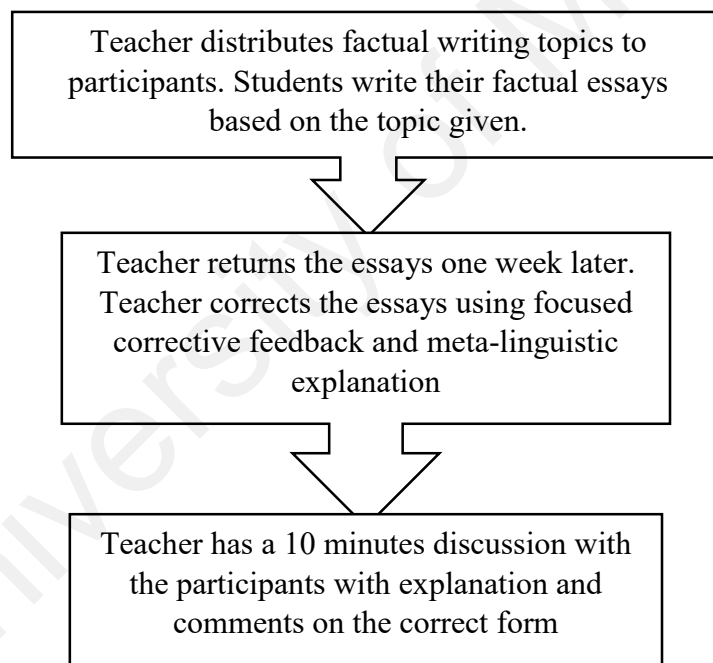 Teacher distributes factual writing topics to
participants. Students write their factual essays
based on the topic given.
Teacher returns the essays one week later.
Teacher corrects the essays using focused
corrective feedback and meta-linguistic
explanation
Teacher has a 10 minutes discussion with
the participants with explanation and
comments on the correct form
niversity of M